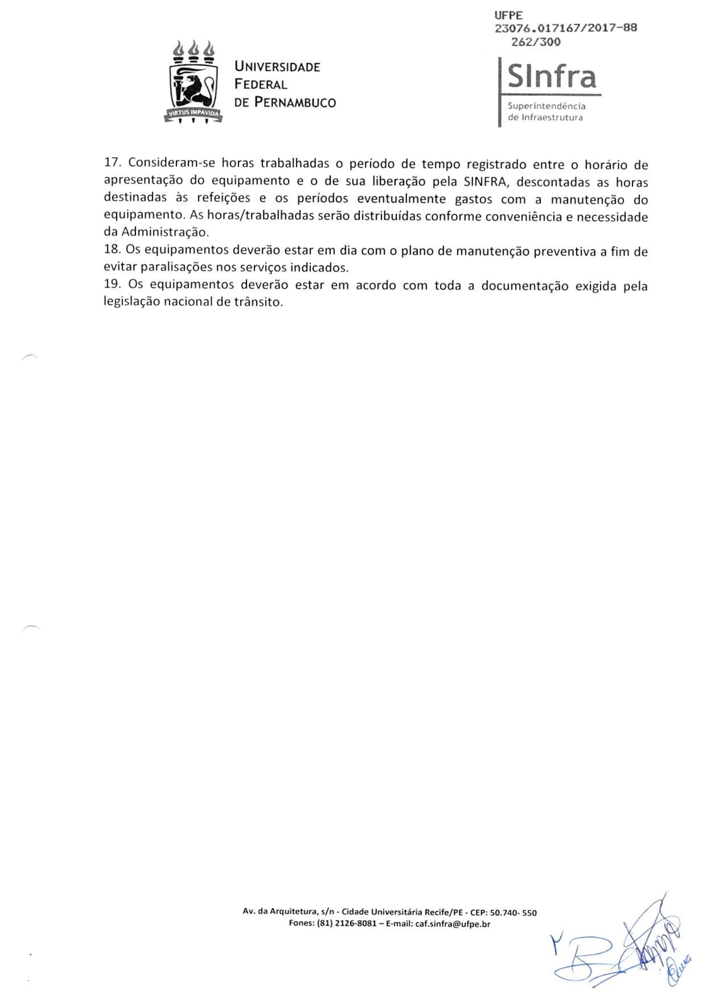 UFPE
23076.017167/2017-88
262/300
UNIVERSIDADE
FEDERAL
DE PERNAMBUCO
VIRTUS IMPAVIDA
SInfra
Superintendência
de Infraestrutura
17. Consideram-se horas trabalhadas o período de tempo registrado entre o horário de
apresentação do equipamento e o de sua liberação pela SINFRA, descontadas as horas
destinadas às refeições e os períodos eventualmente gastos com a manutenção do
equipamento. As horas/trabalhadas serão distribuídas conforme conveniência e necessidade
da Administração.
18. Os equipamentos deverão estar em dia com o plano de manutenção preventiva a fim de
evitar paralisações nos serviços indicados.
19. Os equipamentos deverão estar em acordo com toda a documentação exigida pela
legislação nacional de trânsito.
Av. da Arquitetura, s/n - Cidade Universitária Recife/PE - CEP: 50.740- 550
Fones: (81) 2126-8081 – E-mail: caf.sinfra@ufpe.br